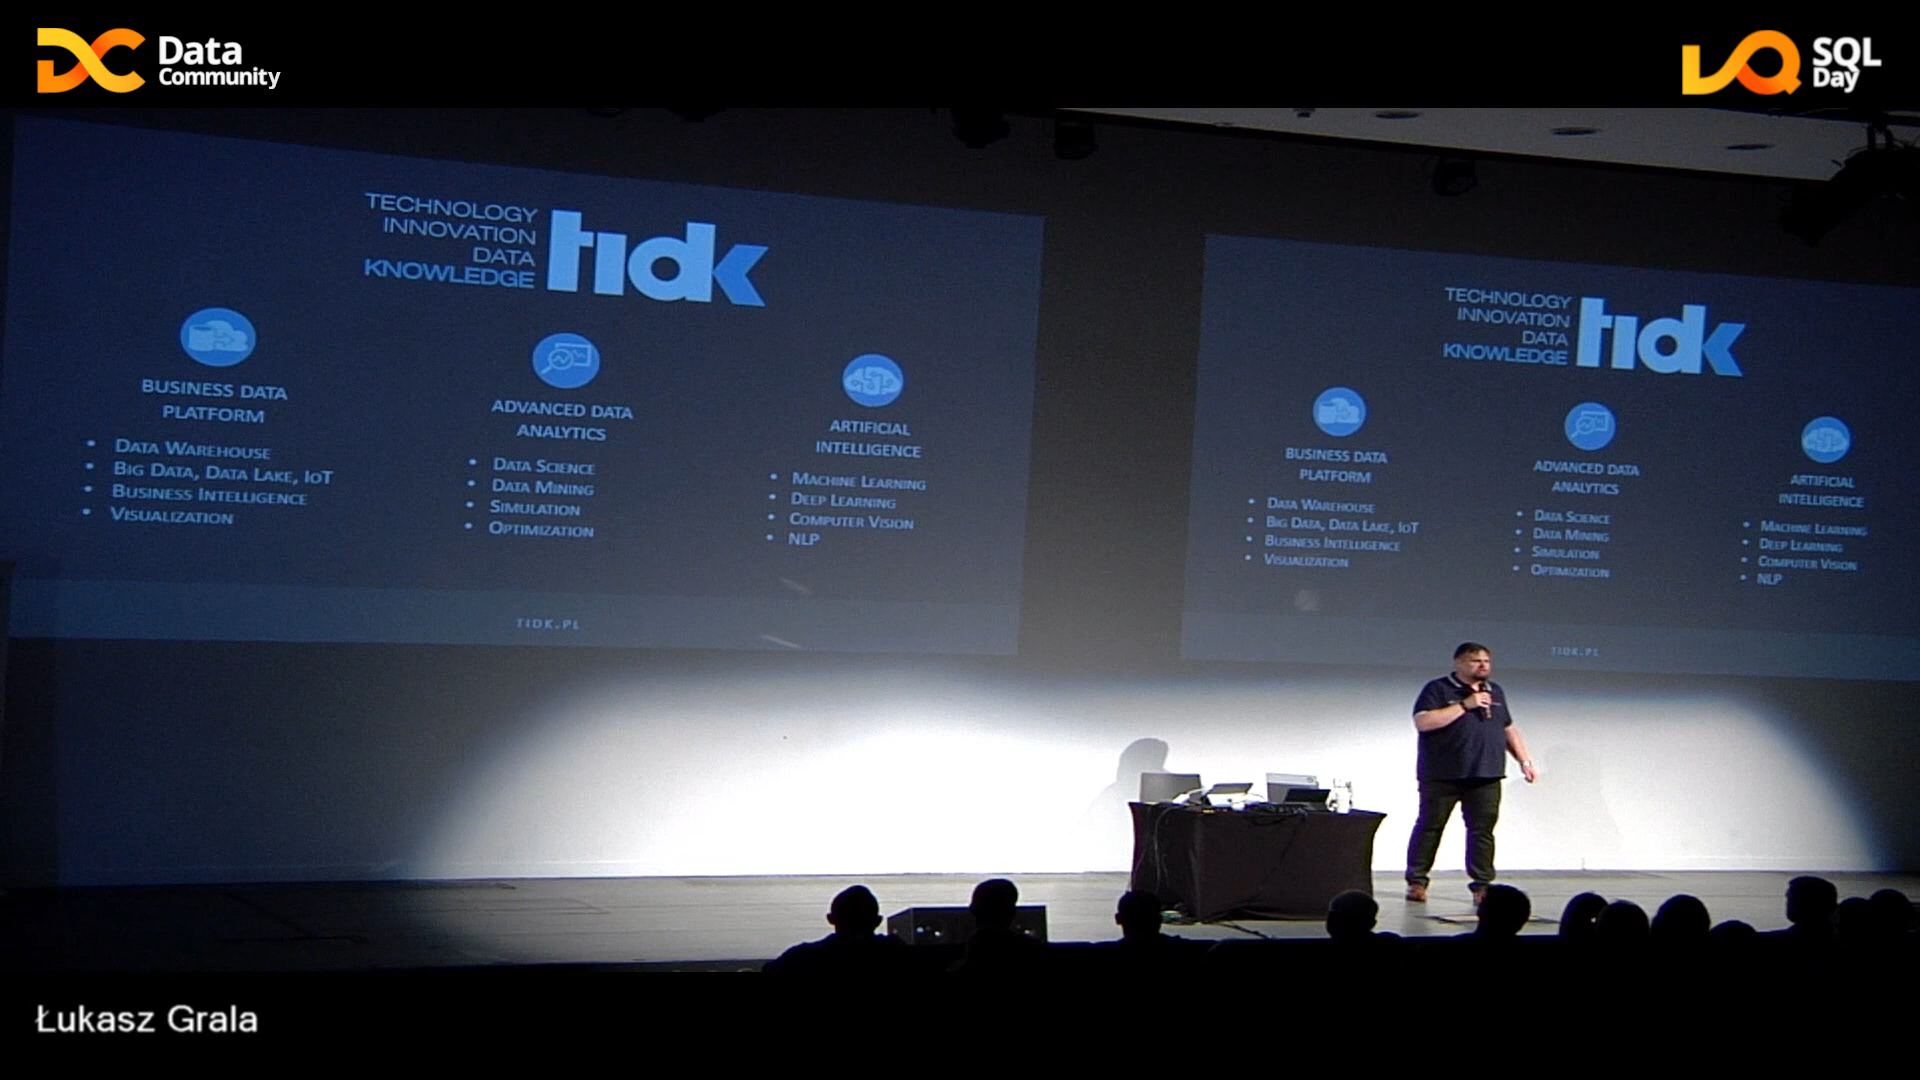 Data
Community
SQL
Day
TECHNOLOGY
INNOVATION
DATA
KNOWLEDGE
tidk
BUSINESS DATA
PLATFORM
• DATA WAREHOUSE
• BIG DATA, DATA LAKE, IOT
• BUSINESS INTELLIGENCE
• VISUALIZATION
ADVANCED DATA
ANALYTICS
• DATA SCIENCE
• DATA MINING
• SIMULATION
• OPTIMIZATION
ARTIFICIAL
INTELLIGENCE
• MACHINE LEARNING
• DEEP LEARNING
• COMPUTER VISION
• NLP
TIDK.PL
TECHNOLOGY
INNOVATION
DATA
KNOWLEDGE
tidk
BUSINESS DATA
PLATFORM
• DATA WAREHOUSE
• BIG DATA, DATA LAKE, IOT
• BUSINESS INTELLIGENCE
• VISUALIZATION
ADVANCED DATA
ANALYTICS
• DATA SCIENCE
• DATA MINING
• SIMULATION
• OPTIMIZATION
ARTIFICIAL
INTELLIGENCE
• MACHINE LEARNING
• DEEP LEARNING
• COMPUTER VISION
• NLP
TIDK.PL
Łukasz Grala